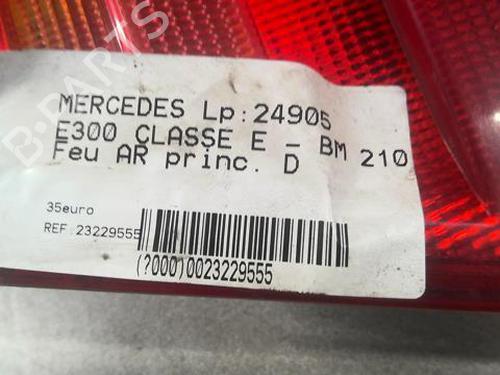 B-PARTS
MERCEDES Lp:24905
E300 CLASSE E _ BM 210
Feu AR princ. D
35euro
REF:23229555
(?000)0023229555